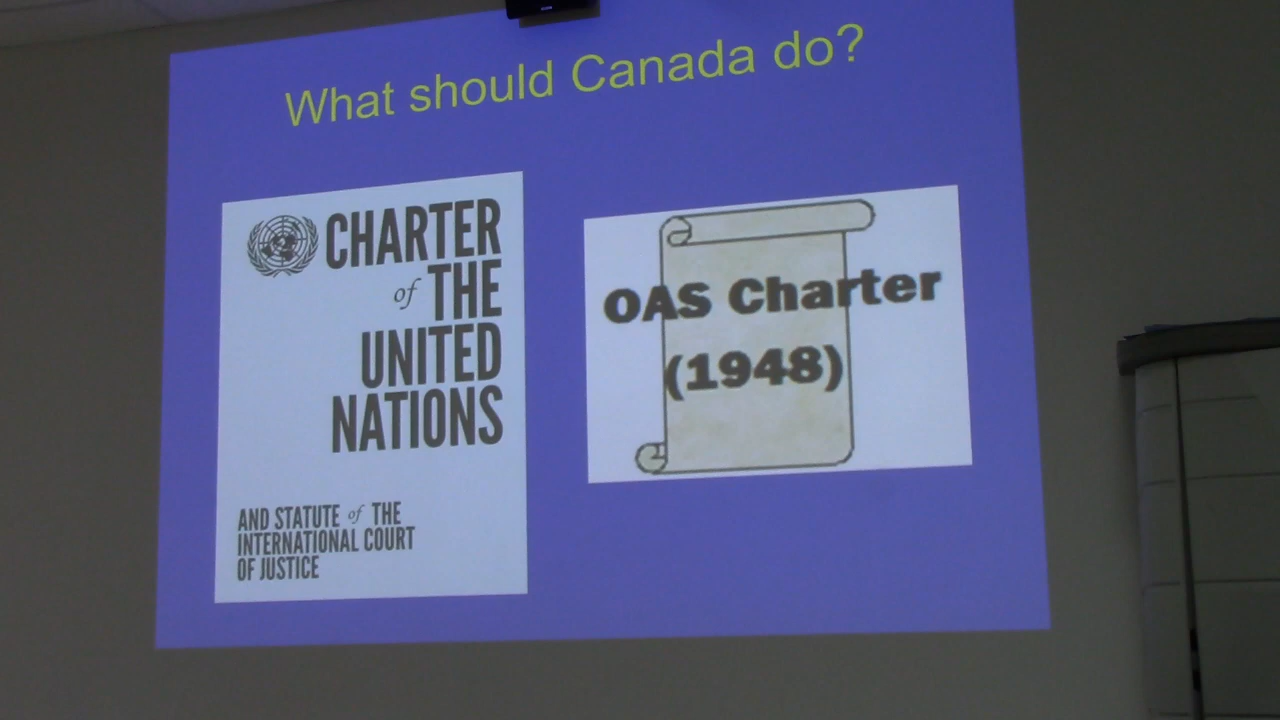 What should Canada do?
CHARTER
of THE
UNITED
NATIONS
AND STATUTE of THE
INTERNATIONAL COURT
OF JUSTICE
OAS Charter
(1948)